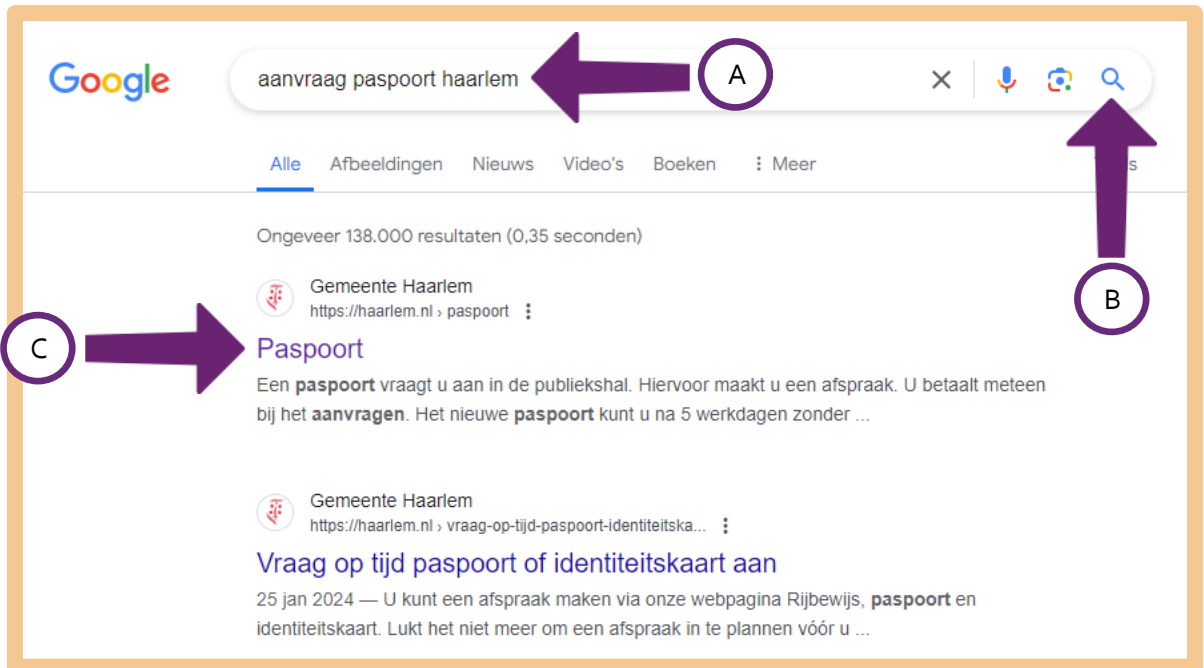 Google
aanvraag paspoort haarlem
A
Alle Afbeeldingen Nieuws Video's Boeken Meer
B
Ongeveer 138.000 resultaten (0,35 seconden)
Gemeente Haarlem
https://haarlem.nl › paspoort
C
Paspoort
Een paspoort vraagt u aan in de publiekshal. Hiervoor maakt u een afspraak. U betaalt meteen
bij het aanvragen. Het nieuwe paspoort kunt u na 5 werkdagen zonder ...
Gemeente Haarlem
https://haarlem.nl › vraag-op-tijd-paspoort-identiteitska...
Vraag op tijd paspoort of identiteitskaart aan
25 jan 2024 — U kunt een afspraak maken via onze webpagina Rijbewijs, paspoort en
identiteitskaart. Lukt het niet meer om een afspraak in te plannen vóór u ...